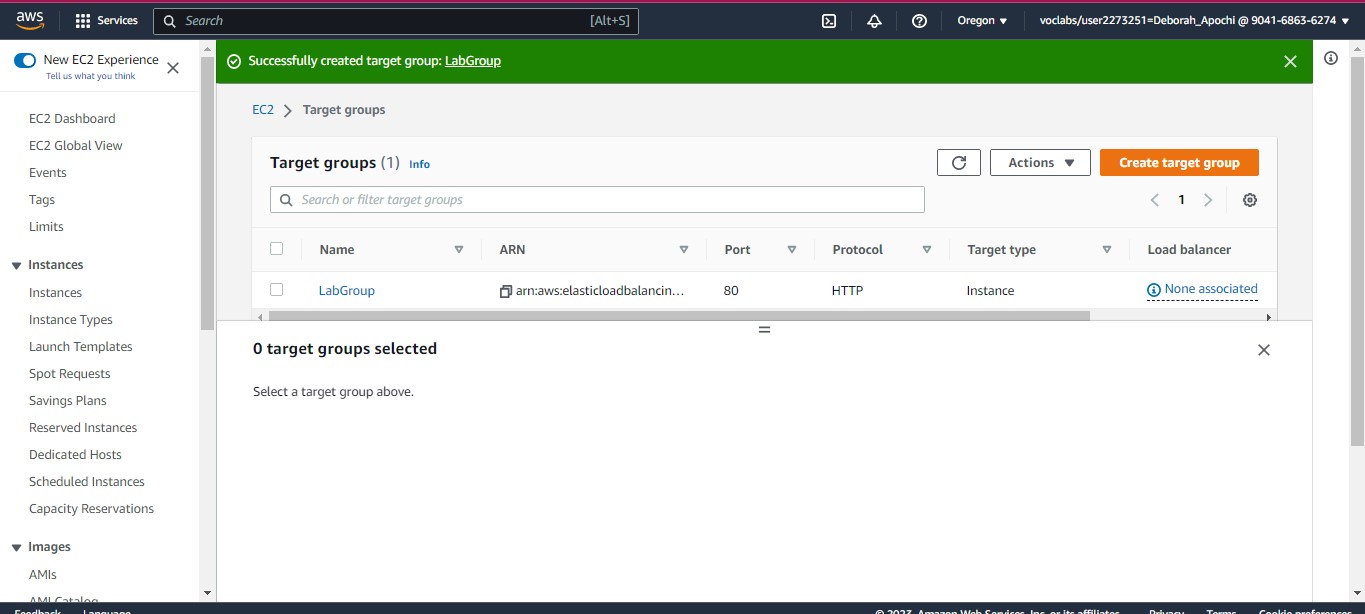 aws Services Search [Alt+S] Oregon voclabs/user2273251=Deborah_Apochi @ 9041-6863-6274
New EC2 Experience
Tell us what you think
EC2 Dashboard
EC2 Global View
Events
Tags
Limits
Instances
Instances
Instance Types
Launch Templates
Spot Requests
Savings Plans
Reserved Instances
Dedicated Hosts
Scheduled Instances
Capacity Reservations
Images
AMIs
AMI Catalog
Successfully created target group: LabGroup
EC2 Target groups
Target groups (1) Info
Actions
Create target group
Search or filter target groups
1
Name ARN Port Protocol Target type Load balancer
LabGroup arn:aws:elasticloadbalancin... 80 HTTP Instance None associated
0 target groups selected
Select a target group above.
Feedback Language © 2023, Amazon Web Services, Inc. or its affiliates. Privacy Terms Cookie preferences